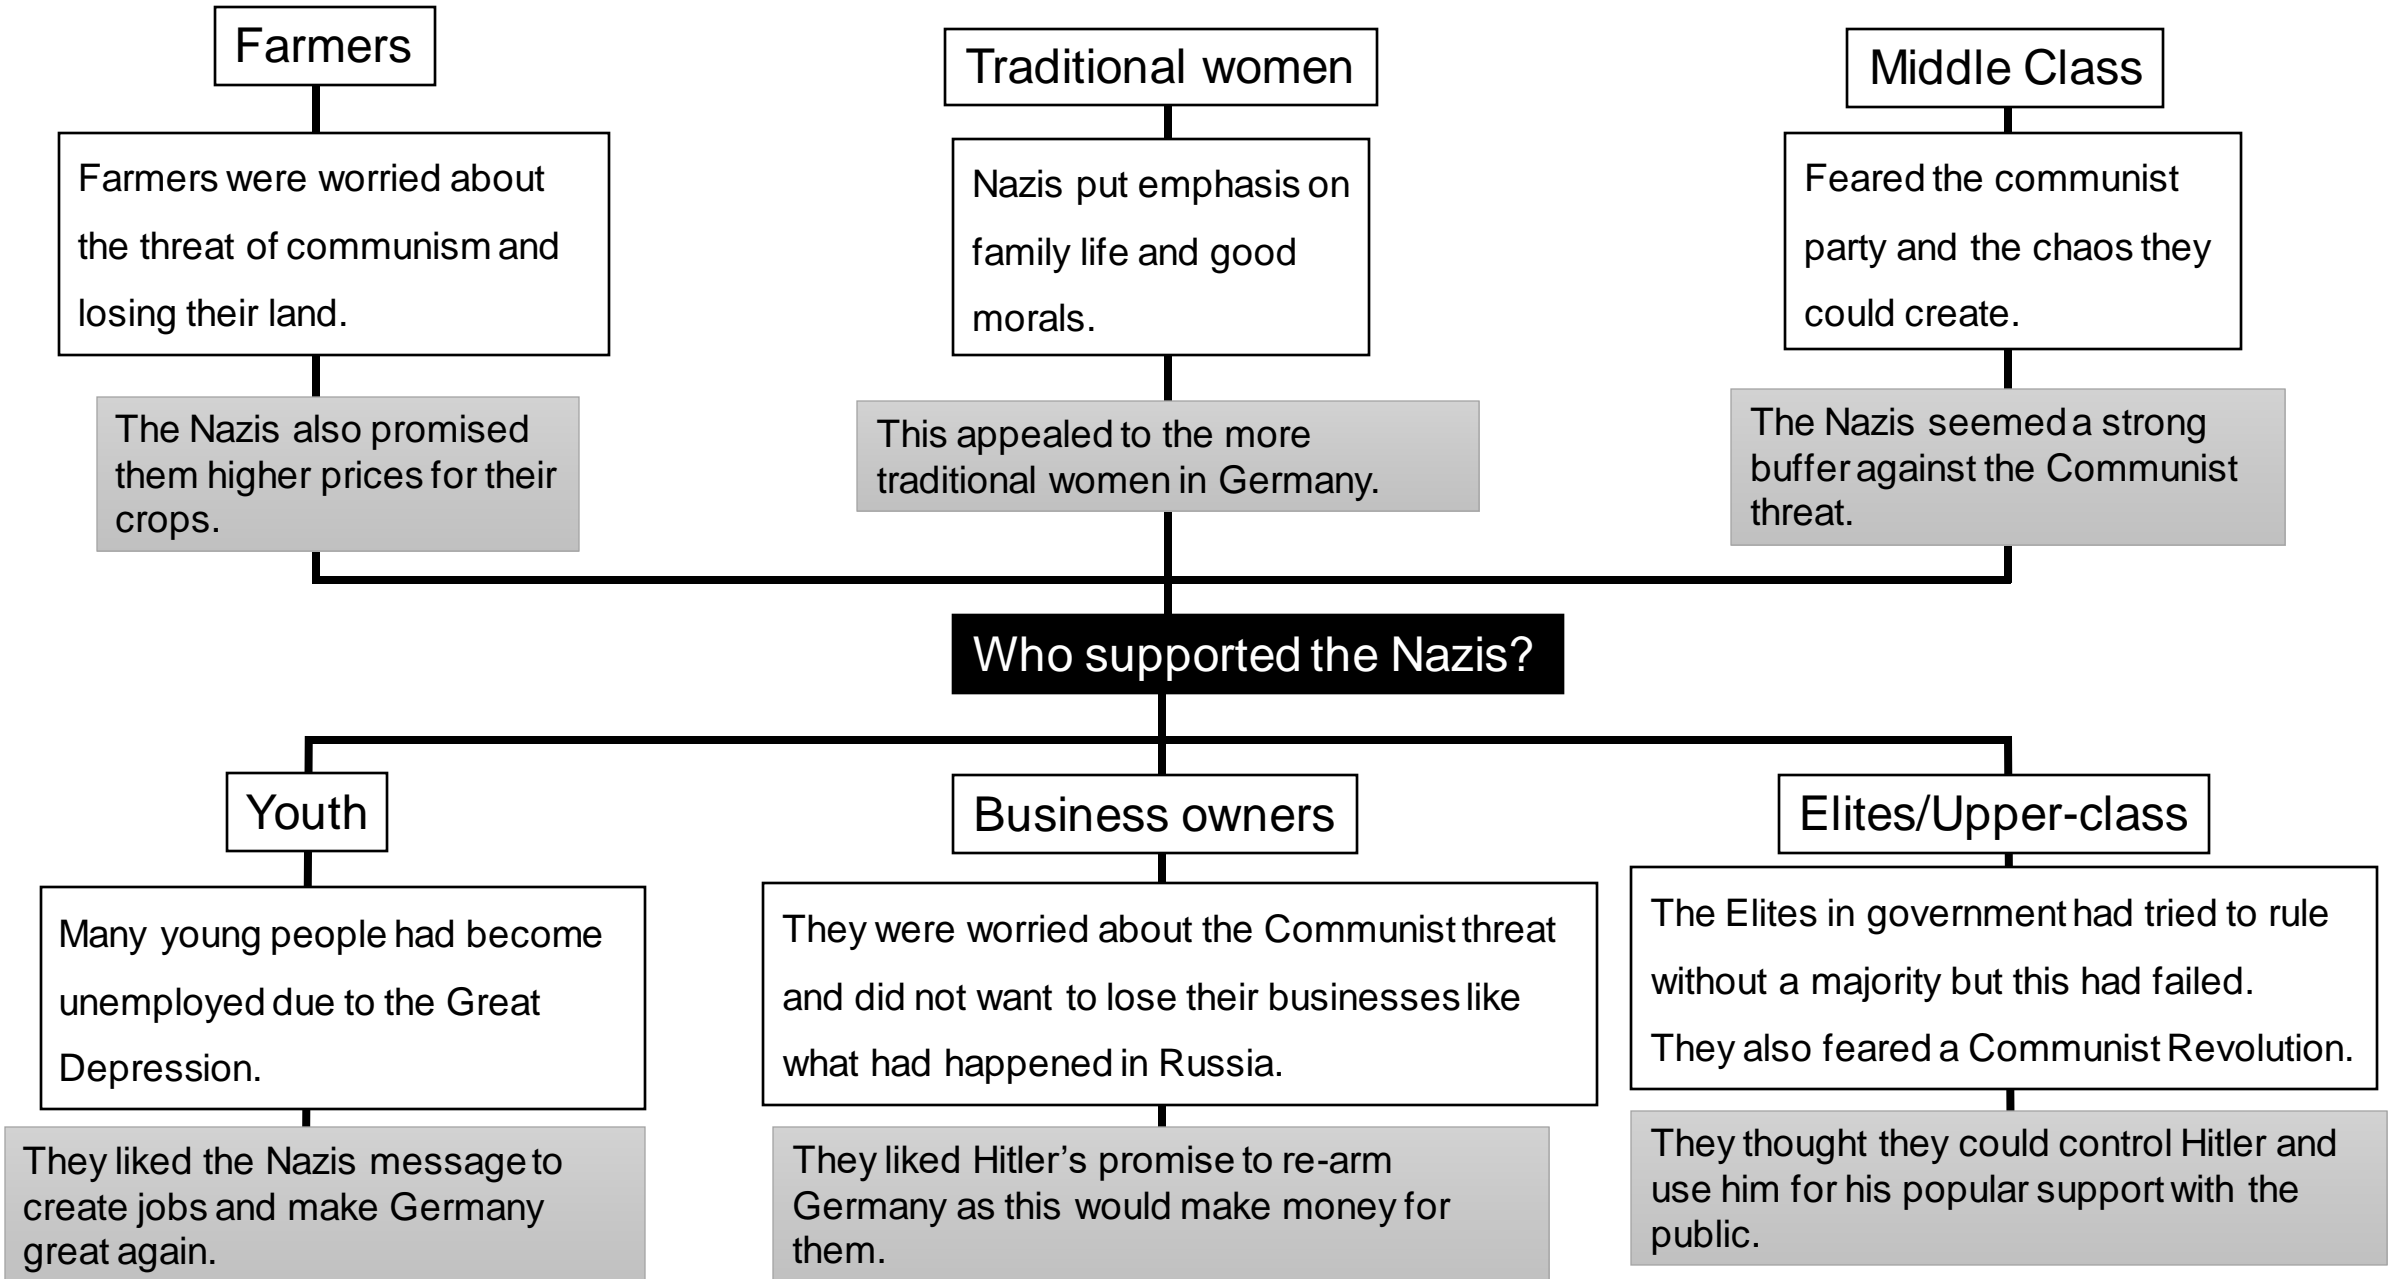 Farmers
Farmers were worried about
the threat of communism and
losing their land.
The Nazis also promised
them higher prices for their
crops.
Traditional women
Nazis put emphasis on
family life and good
morals.
This appealed to the more
traditional women in Germany.
Middle Class
Feared the communist
party and the chaos they
could create.
The Nazis seemed a strong
buffer against the Communist
threat.
Who supported the Nazis?
Youth
Many young people had become
unemployed due to the Great
Depression.
They liked the Nazis message to
create jobs and make Germany
great again.
Business owners
They were worried about the Communist threat
and did not want to lose their businesses like
what had happened in Russia.
They liked Hitler’s promise to re-arm
Germany as this would make money for
them.
Elites/Upper-class
The Elites in government had tried to rule
without a majority but this had failed.
They also feared a Communist Revolution.
They thought they could control Hitler and
use him for his popular support with the
public.